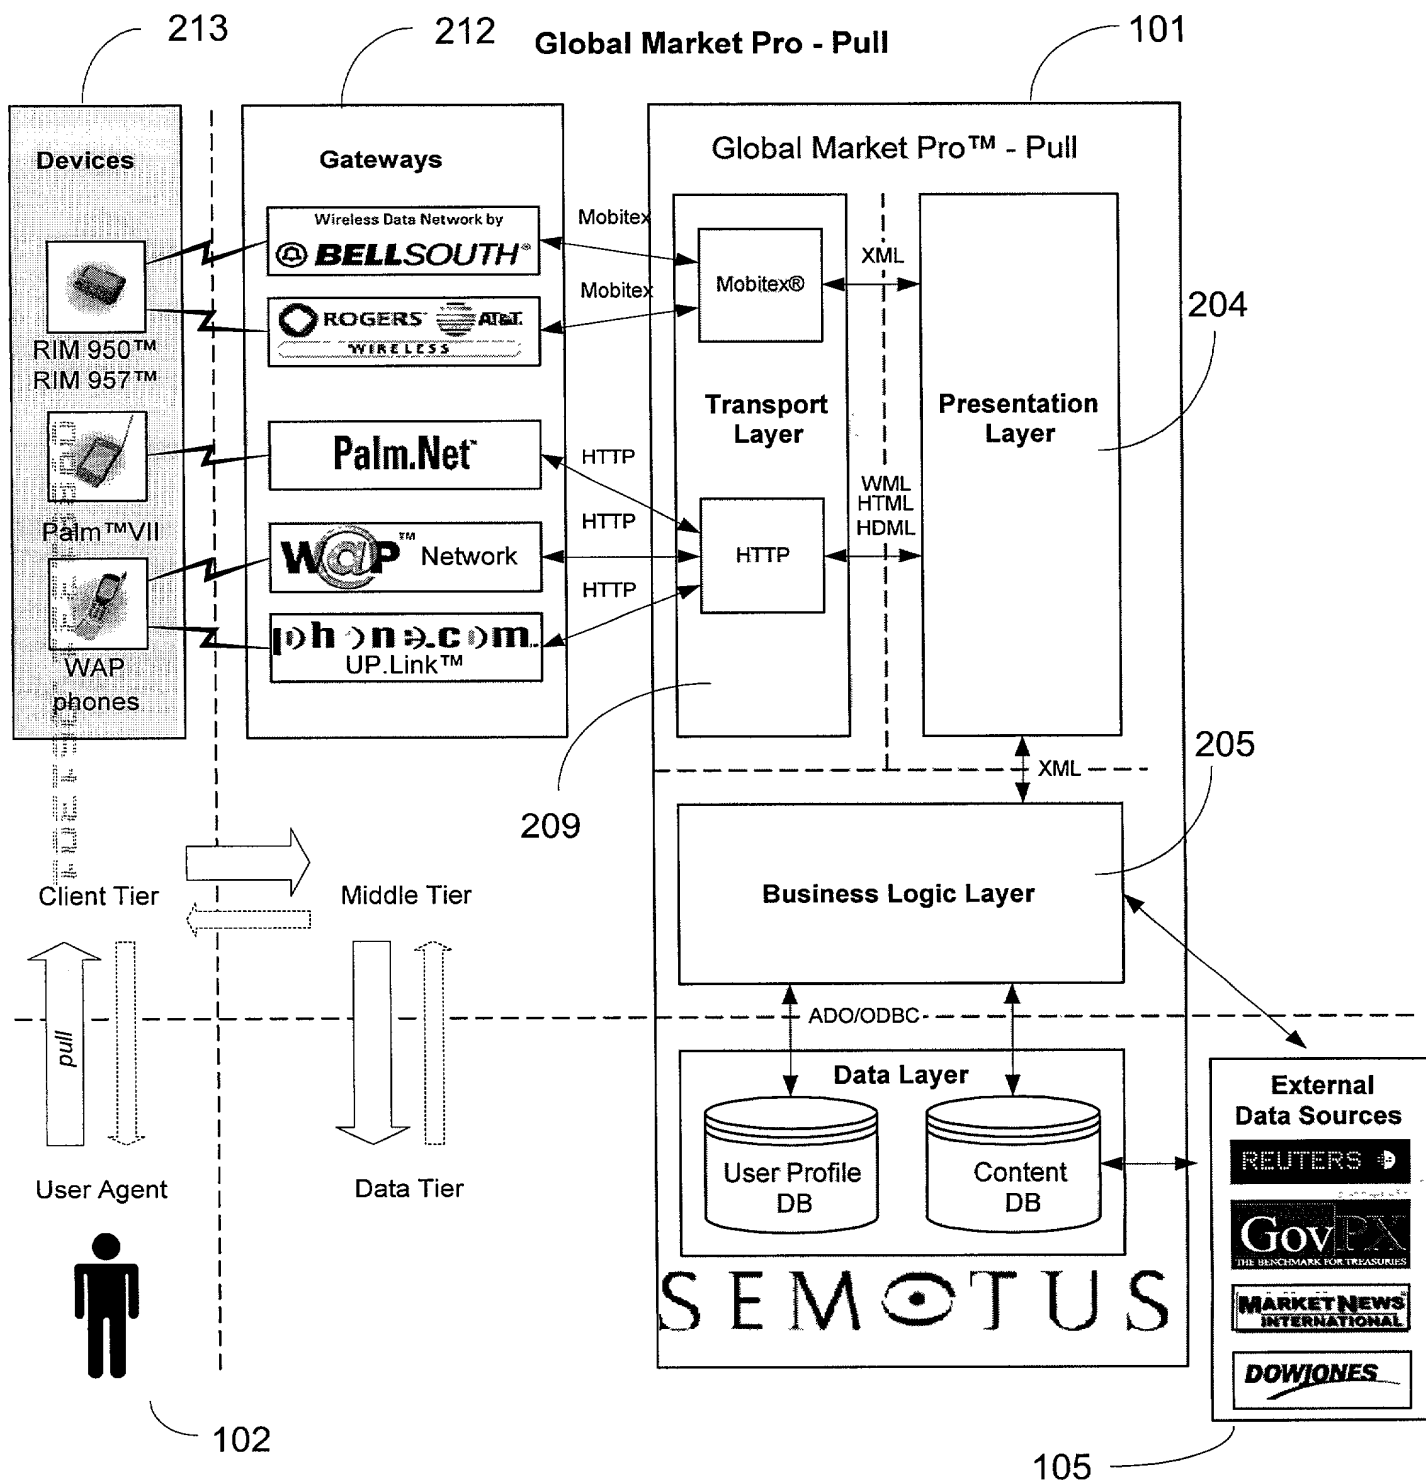 213
212
Global Market Pro - Pull
101
Devices
Gateways
Global Market Pro™ - Pull
Wireless Data Network by
BELLSOUTH®
Mobitex
Mobitex®
XML
RIM 950™
RIM 957™
ROGERS™ AT&T.
WIRELESS
Mobitex
204
Transport
Layer
Presentation
Layer
Palm.Net™
HTTP
Palm™VII
W@P™ Network
HTTP
HTTP
WML
HTML
HDML
WAP
phones
phone.com
UP.Link™
HTTP
209
XML
205
Client Tier
Middle Tier
Business Logic Layer
pull
ADO/ODBC
User Agent
Data Tier
Data Layer
User Profile
DB
Content
DB
External
Data Sources
REUTERS
GovPX
THE BENCHMARK FOR TREASURIES
MARKET NEWS
INTERNATIONAL
DOWJONES
SEMOTUS
102
105